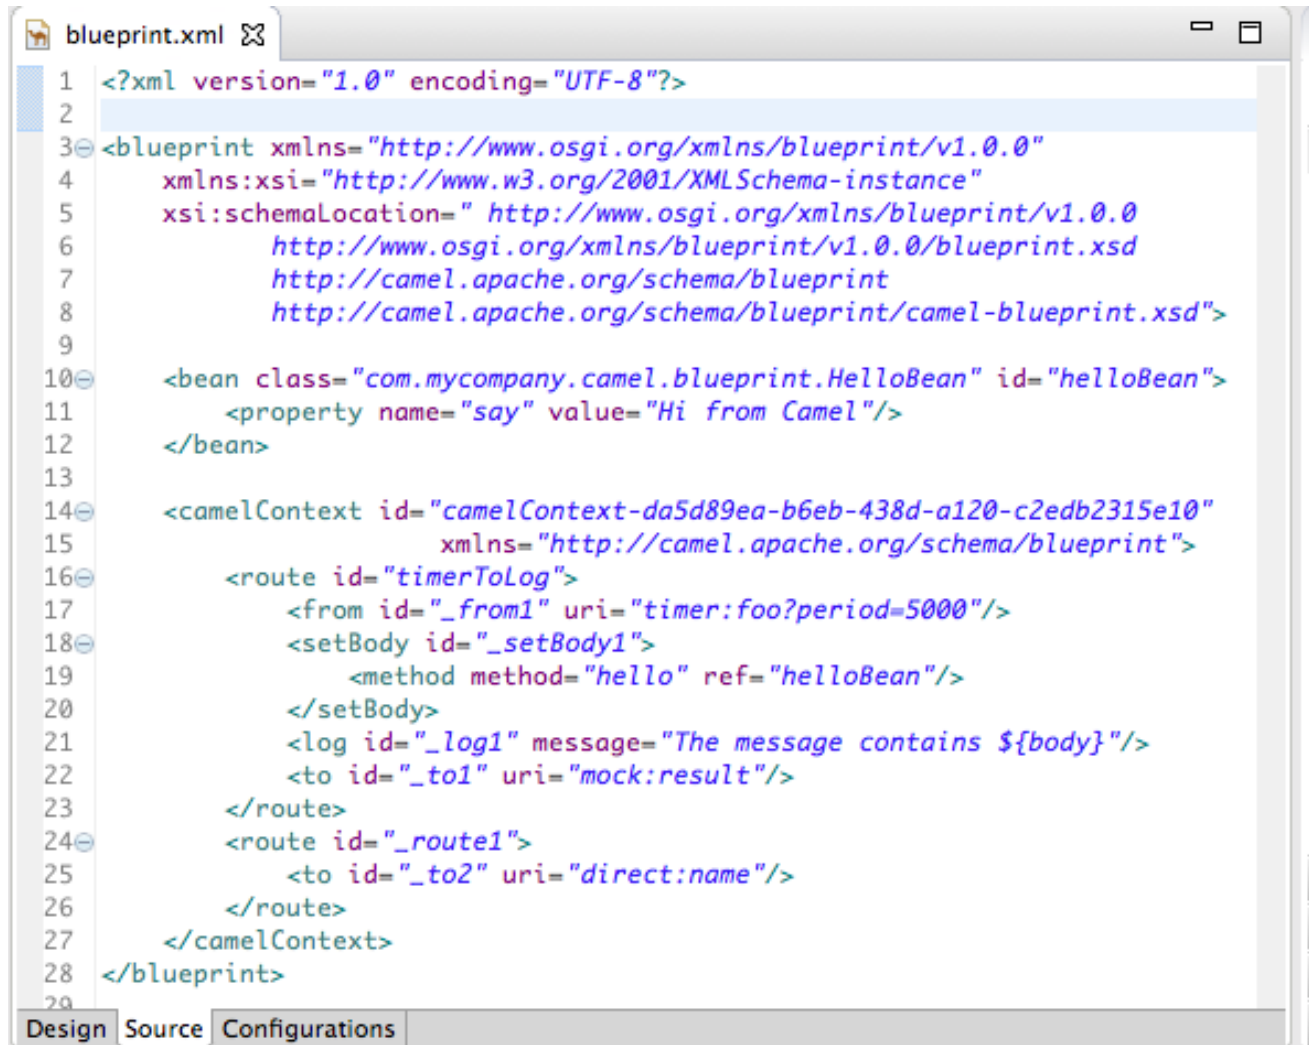 blueprint.xml
1 <?xml version="1.0" encoding="UTF-8"?>
2
3 <blueprint xmlns="http://www.osgi.org/xmlns/blueprint/v1.0.0"
4     xmlns:xsi="http://www.w3.org/2001/XMLSchema-instance"
5     xsi:schemaLocation=" http://www.osgi.org/xmlns/blueprint/v1.0.0
6            http://www.osgi.org/xmlns/blueprint/v1.0.0/blueprint.xsd
7            http://camel.apache.org/schema/blueprint
8            http://camel.apache.org/schema/blueprint/camel-blueprint.xsd">
9
10     <bean class="com.mycompany.camel.blueprint.HelloBean" id="helloBean">
11         <property name="say" value="Hi from Camel"/>
12     </bean>
13
14     <camelContext id="camelContext-da5d89ea-b6eb-438d-a120-c2edb2315e10"
15                       xmlns="http://camel.apache.org/schema/blueprint">
16         <route id="timerToLog">
17             <from id="_from1" uri="timer:foo?period=5000"/>
18             <setBody id="_setBody1">
19                 <method method="hello" ref="helloBean"/>
20             </setBody>
21             <log id="_log1" message="The message contains ${body}"/>
22             <to id="_to1" uri="mock:result"/>
23         </route>
24         <route id="_route1">
25             <to id="_to2" uri="direct:name"/>
26         </route>
27     </camelContext>
28 </blueprint>
29
Design Source Configurations